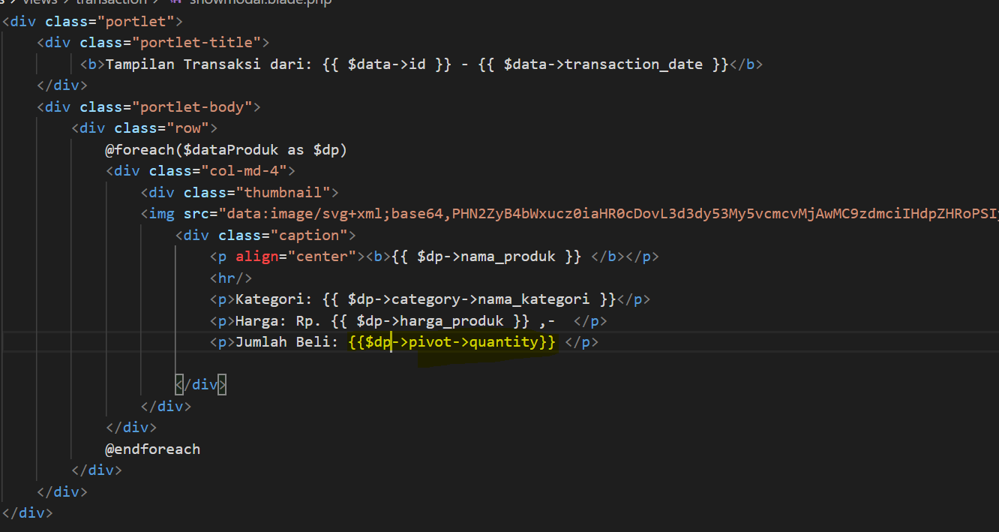 views > transaction > showmodal.blade.php
<div class="portlet">
<div class="portlet-title">
<b>Tampilan Transaksi dari: {{ $data->id }} - {{ $data->transaction_date }}</b>
</div>
<div class="portlet-body">
<div class="row">
@foreach($dataProduk as $dp)
<div class="col-md-4">
<div class="thumbnail">
<img src="data:image/svg+xml;base64,PHN2ZyB4bWxucz0iaHR0cDovL3d3dy53My5vcmcvMjAwMC9zdmciIHdpZHRoPSI
<div class="caption">
<p align="center"><b>{{ $dp->nama_produk }} </b></p>
<hr/>
<p>Kategori: {{ $dp->category->nama_kategori }}</p>
<p>Harga: Rp. {{ $dp->harga_produk }} ,-  </p>
<p>Jumlah Beli: {{$dp->pivot->quantity}} </p>
</div>
</div>
</div>
@endforeach
</div>
</div>
</div>